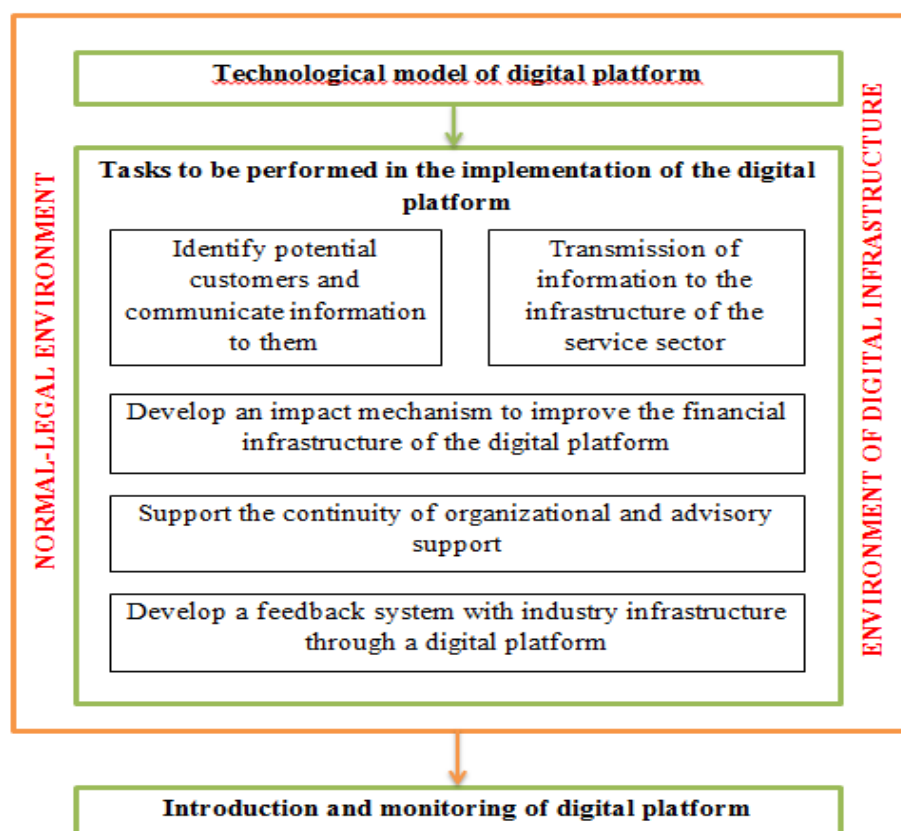 Technological model of digital platform
Tasks to be performed in the implementation of the digital
platform
Identify potential
customers and
communicate information
to them
Transmission of
information to the
infrastructure of the
service sector
Develop an impact mechanism to improve the financial
infrastructure of the digital platform
Support the continuity of organizational and advisory
support
Develop a feedback system with industry infrastructure
through a digital platform
NORMAL-LEGAL ENVIRONMENT
ENVIRONMENT OF DIGITAL INFRASTRUCTURE
Introduction and monitoring of digital platform